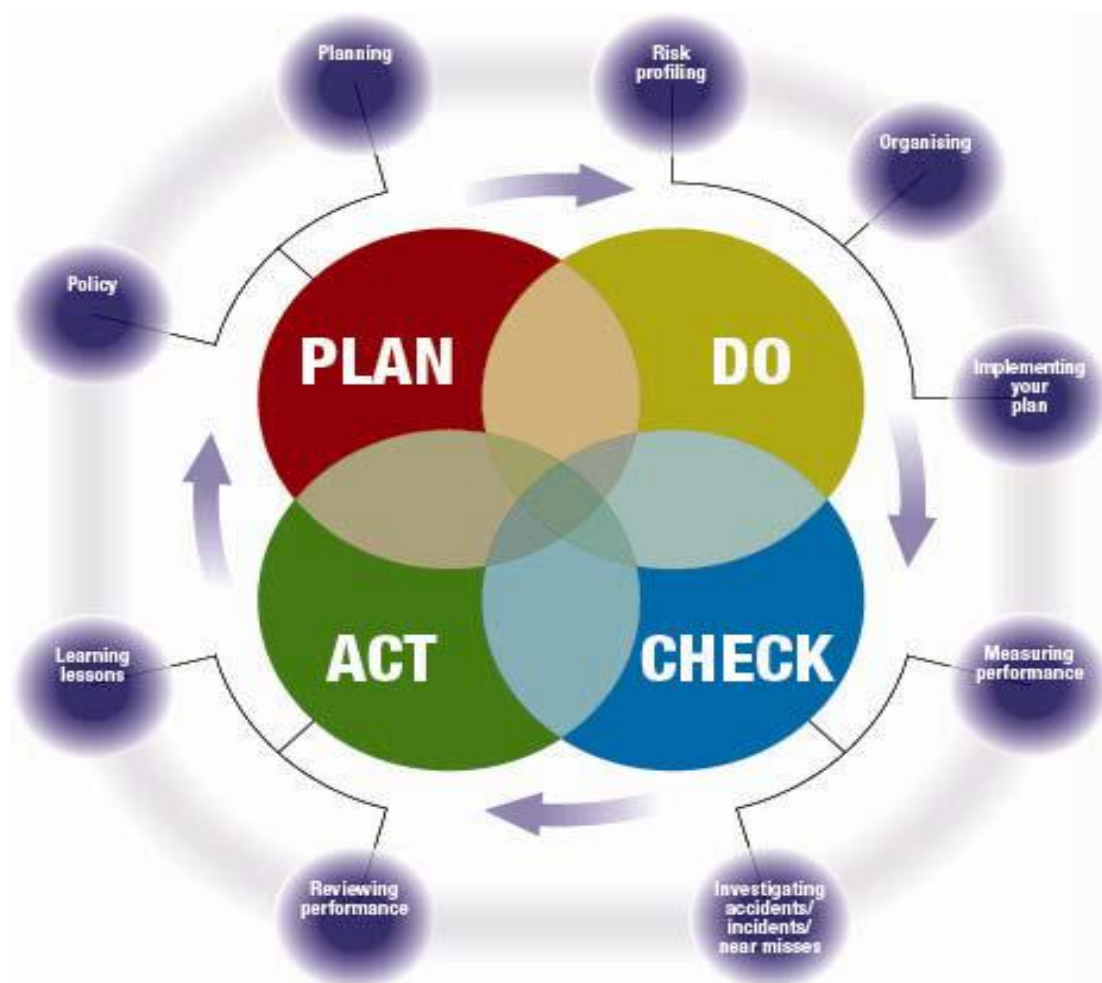 Planning
Risk
profiling
Organising
Policy
PLAN
DO
Implementing
your
plan
Learning
lessons
ACT
CHECK
Measuring
performance
Reviewing
performance
Investigating
accidents/
incidents/
near misses